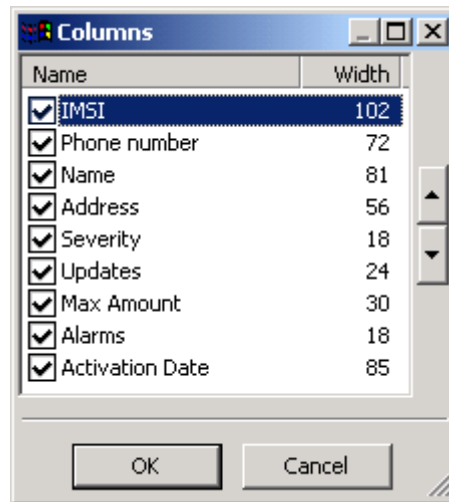 Columns
Name Width
IMSI 102
Phone number 72
Name 81
Address 56
Severity 18
Updates 24
Max Amount 30
Alarms 18
Activation Date 85
OK Cancel